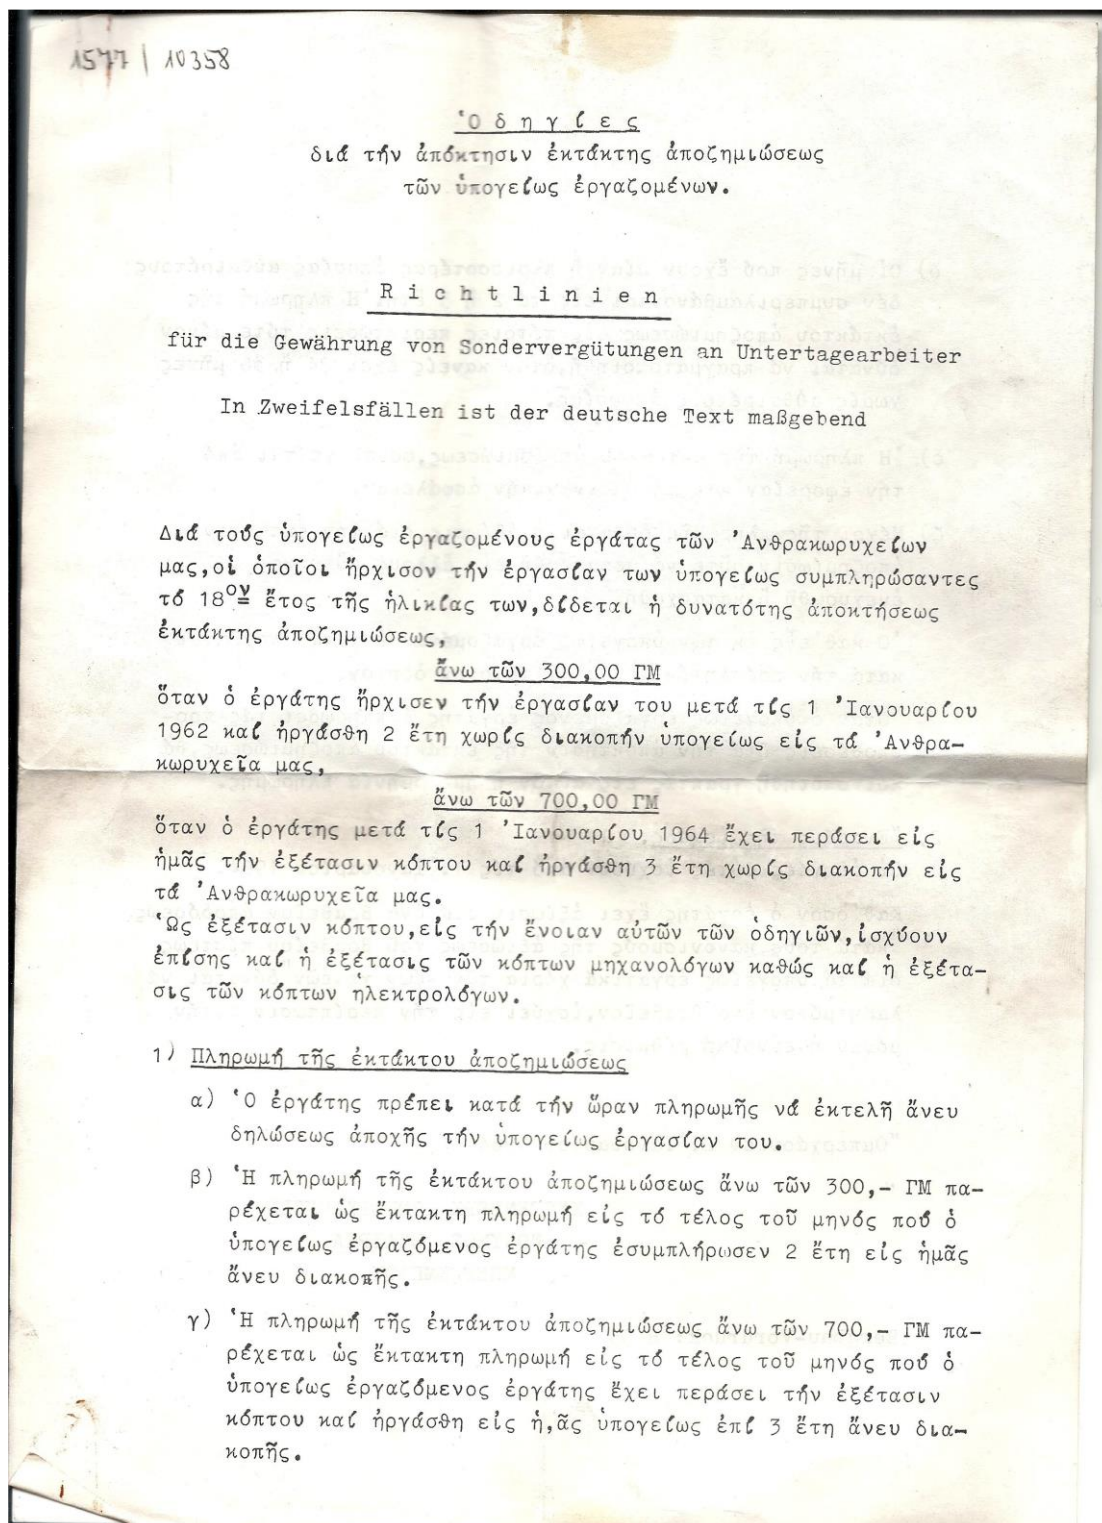 1577 | 10358
Ὁδηγίες
διά τήν ἀπόκτησιν ἐκτάκτης ἀποζημιώσεως
τῶν ὑπογείως ἐργαζομένων.
Richtlinien
für die Gewährung von Sondervergütungen an Untertagearbeiter
In Zweifelsfällen ist der deutsche Text maßgebend
Διά τούς ὑπογείως ἐργαζομένους ἐργάτας τῶν Ἀνθρακωρυχείων
μας,οἱ ὁποῖοι ἤρχισον τήν ἐργασίαν των ὑπογείως συμπληρώσαντες
τό 18ον ἔτος τῆς ἡλικίας των,δίδεται ἡ δυνατότης ἀποκτήσεως
ἐκτάκτης ἀποζημιώσεως,
ἄνω τῶν 300,00 ΓΜ
ὅταν ὁ ἐργάτης ἤρχισεν τήν ἐργασίαν του μετά τίς 1 Ἰανουαρίου
1962 καί ἠργάσθη 2 ἔτη χωρίς διακοπήν ὑπογείως εἰς τά Ἀνθρα-
κωρυχεῖα μας,
ἄνω τῶν 700,00 ΓΜ
ὅταν ὁ ἐργάτης μετά τίς 1 Ἰανουαρίου 1964 ἔχει περάσει εἰς
ἡμᾶς τήν ἐξέτασιν κόπτου καί ἠργάσθη 3 ἔτη χωρίς διακοπήν εἰς
τά Ἀνθρακωρυχεῖα μας.
Ὡς ἐξέτασιν κόπτου,εἰς τήν ἔνοιαν αὐτῶν τῶν ὁδηγιῶν,ἰσχύουν
ἐπίσης καί ἡ ἐξέτασις τῶν κόπτων μηχανολόγων καθώς καί ἡ ἐξέτα-
σις τῶν κόπτων ἠλεκτρολόγων.
1) Πληρωμή τῆς ἐκτάκτου ἀποζημιώσεως
α) Ὁ ἐργάτης πρέπει κατά τήν ὥραν πληρωμῆς νά ἐκτελῆ ἄνευ
δηλώσεως ἀποχῆς τήν ὑπογείως ἐργασίαν του.
β) Ἡ πληρωμή τῆς ἐκτάκτου ἀποζημιώσεως ἄνω τῶν 300,- ΓΜ πα-
ρέχεται ὡς ἔκτακτη πληρωμή εἰς τό τέλος τοῦ μηνός πού ὁ
ὑπογείως ἐργαζόμενος ἐργάτης ἐσυμπλήρωσεν 2 ἔτη εἰς ἡμᾶς
ἄνευ διακοπῆς.
γ) Ἡ πληρωμή τῆς ἐκτάκτου ἀποζημιώσεως ἄνω τῶν 700,- ΓΜ πα-
ρέχεται ὡς ἔκτακτη πληρωμή εἰς τό τέλος τοῦ μηνός πού ὁ
ὑπογείως ἐργαζόμενος ἐργάτης ἔχει περάσει τήν ἐξέτασιν
κόπτου καί ἠργάσθη εἰς ἡ,ᾶς ὑπογείως ἐπί 3 ἔτη ἄνευ δια-
κοπῆς.